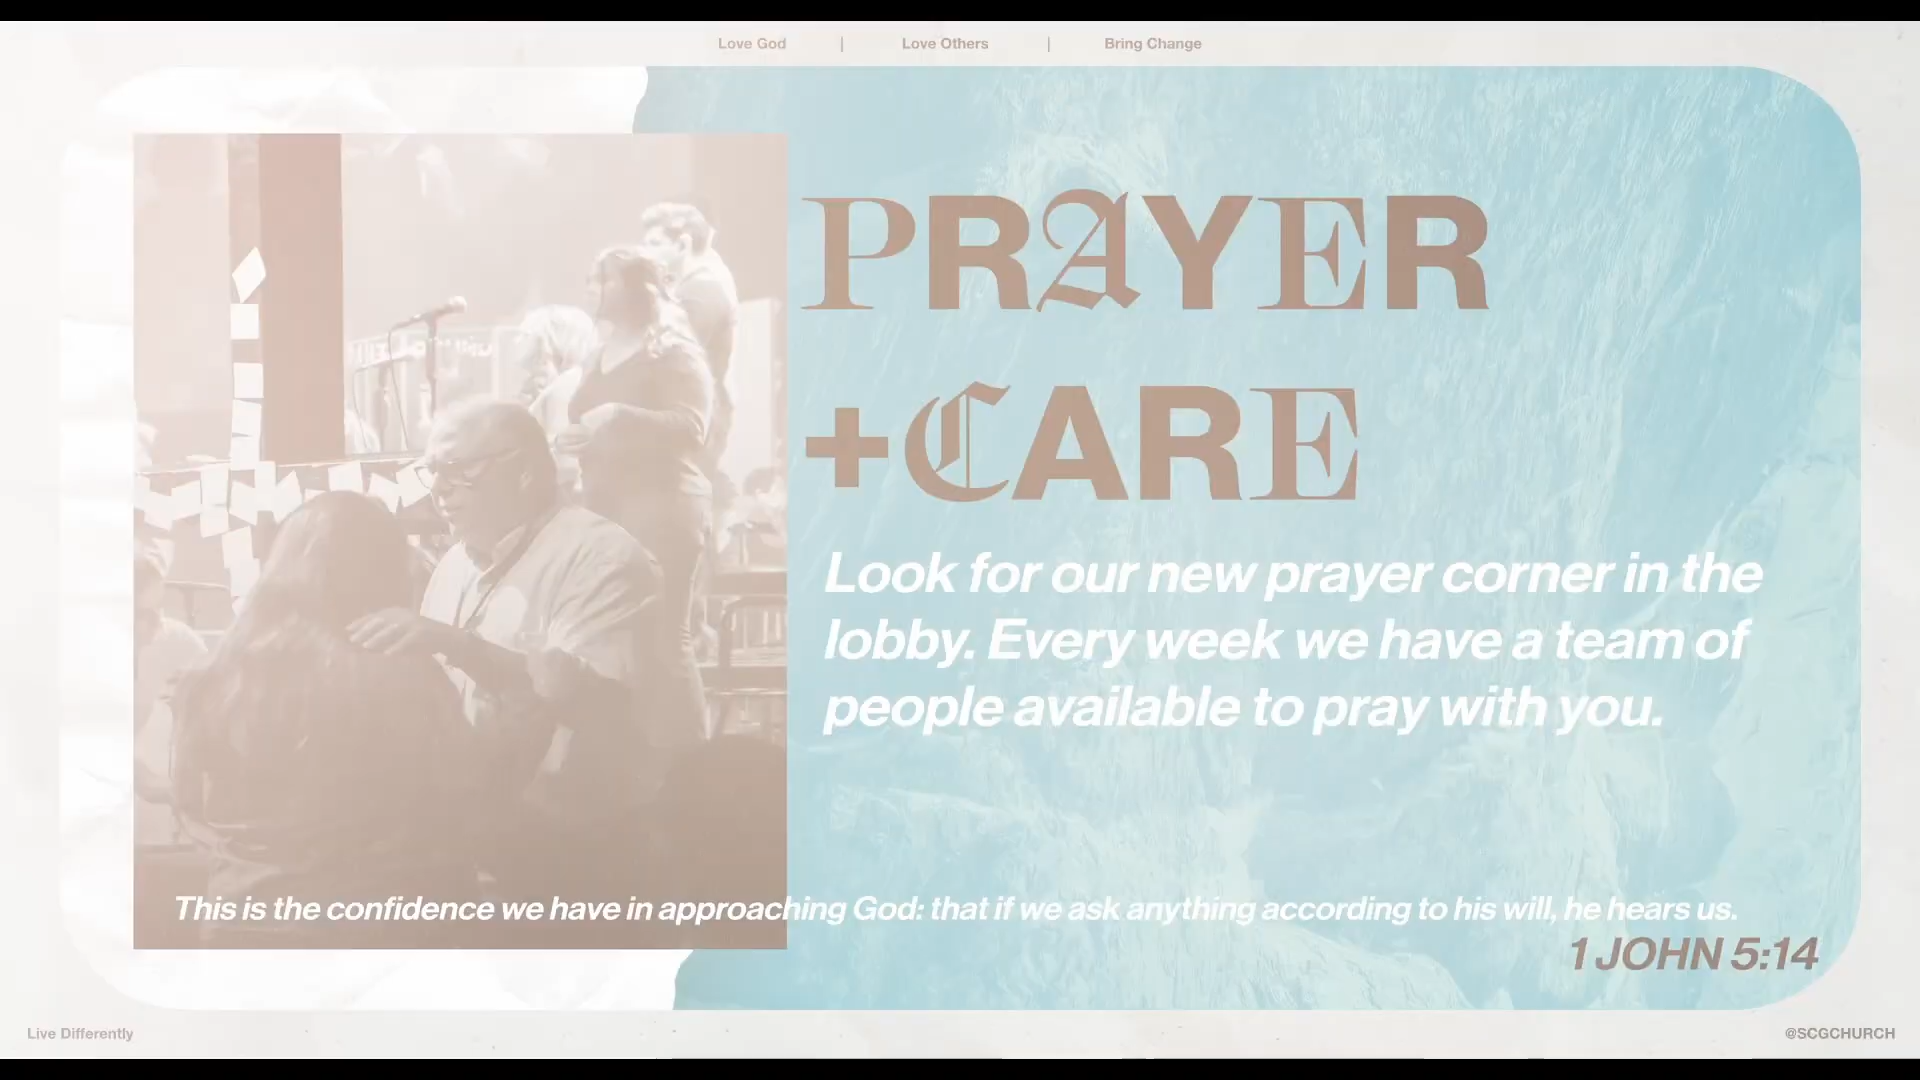 Love God | Love Others | Bring Change
PRAYER
+CARE
Look for our new prayer corner in the
lobby. Every week we have a team of
people available to pray with you.
This is the confidence we have in approaching God: that if we ask anything according to his will, he hears us.
1 JOHN 5:14
Live Differently
@SCGCHURCH